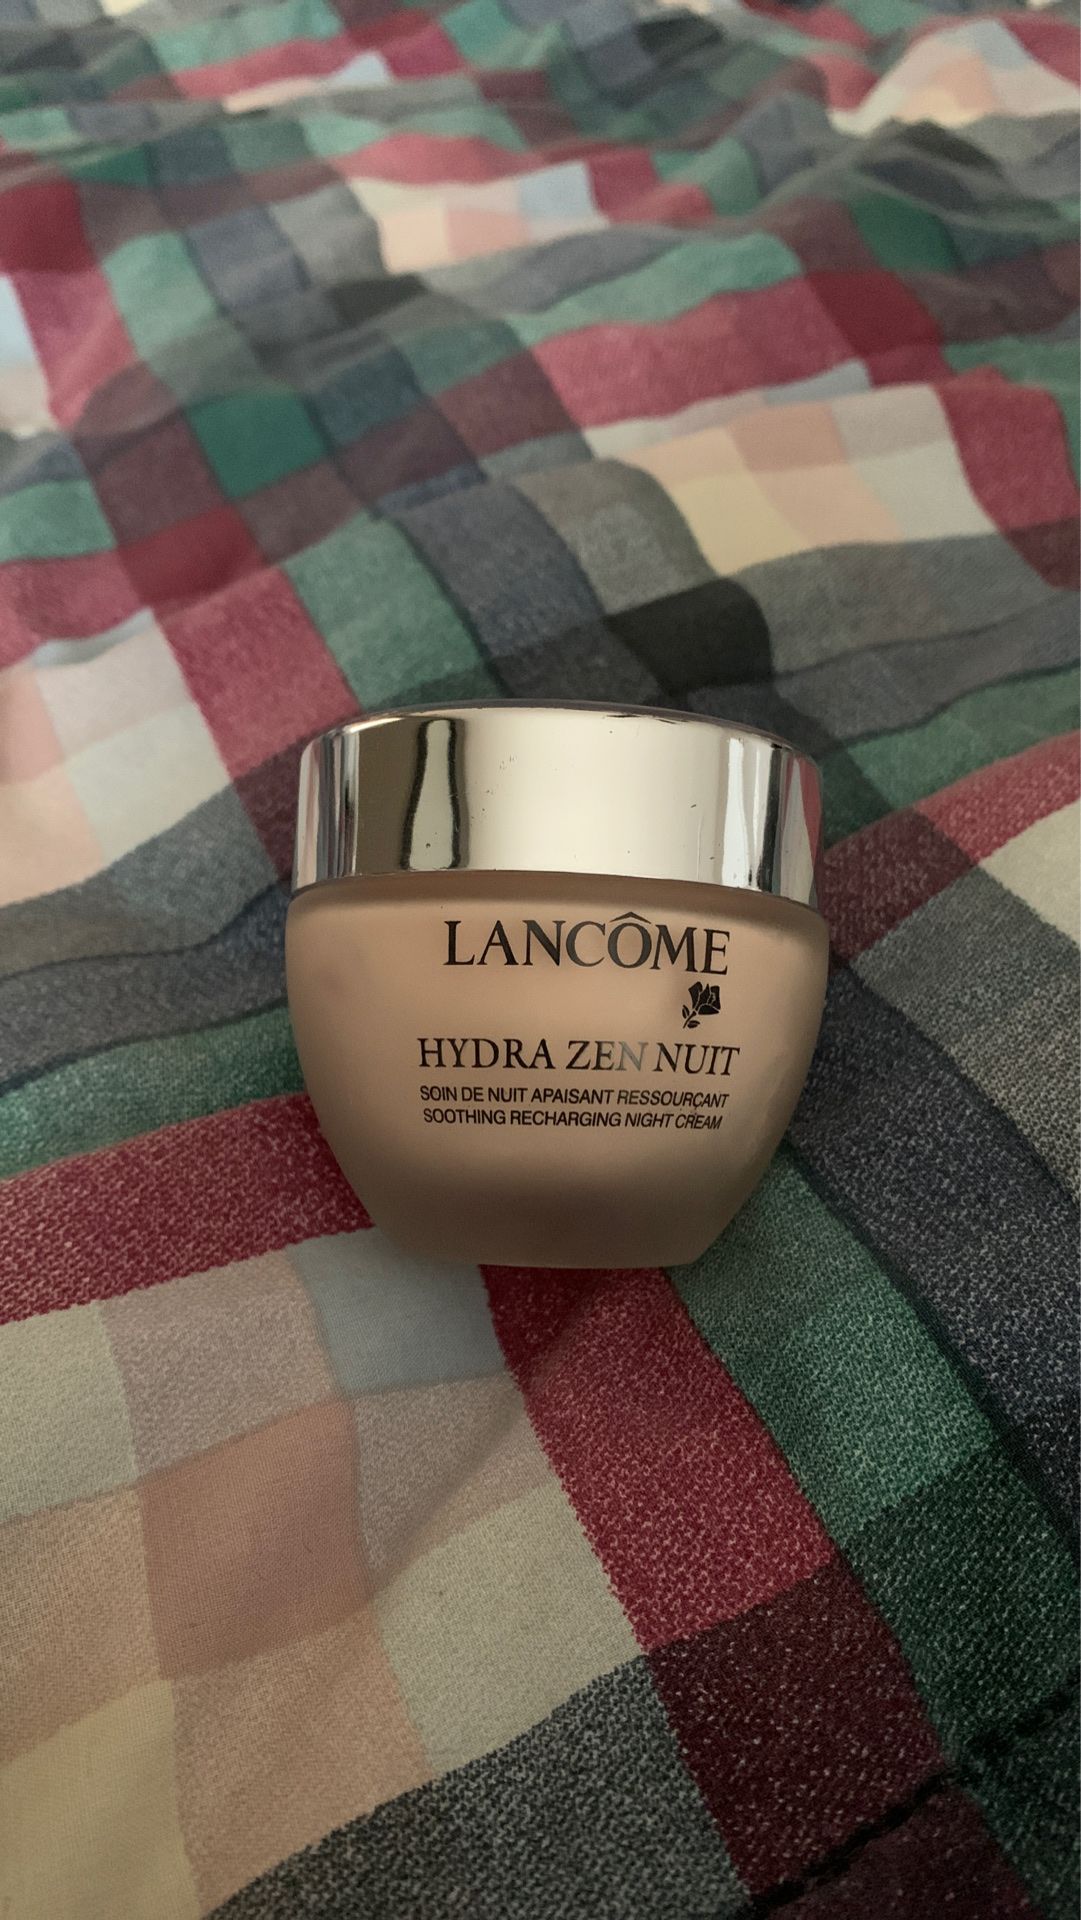 LANCÔME
HYDRA ZEN NUIT
SOIN DE NUIT APAISANT RESSOURÇANT
SOOTHING RECHARGING NIGHT CREAM